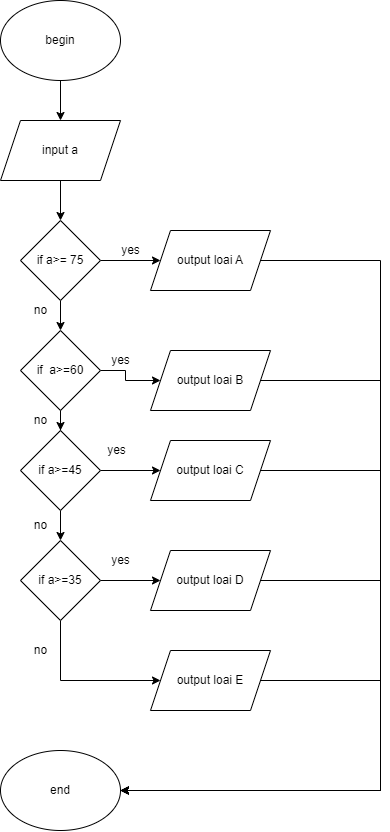 begin
input a
if a>= 75
yes
output loai A
no
if  a>=60
yes
output loai B
no
if a>=45
yes
output loai C
no
if a>=35
yes
output loai D
no
output loai E
end